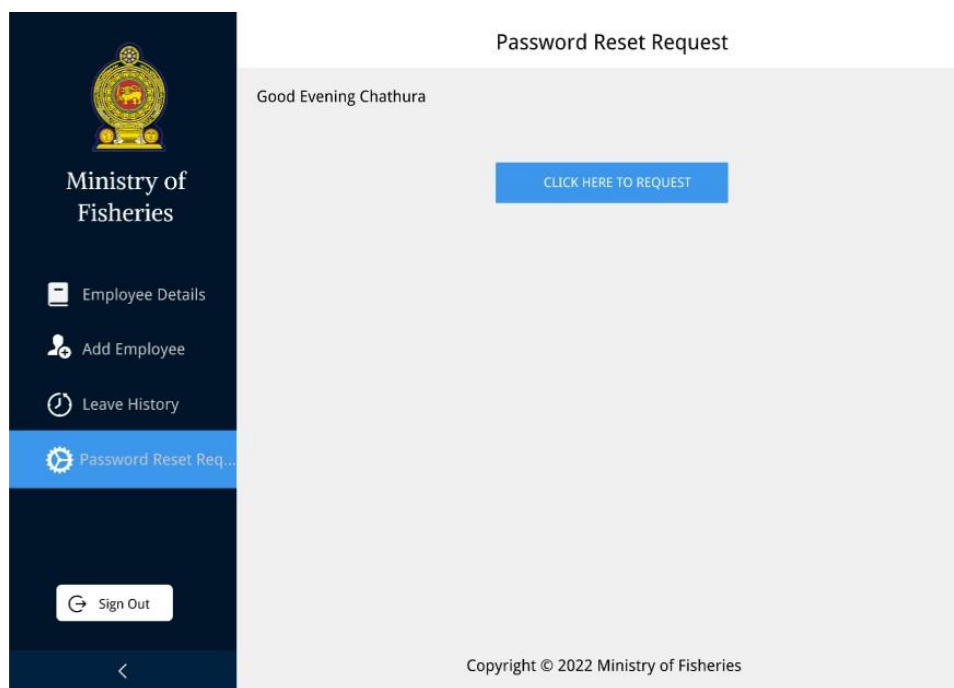 Ministry of
Fisheries
Employee Details
Add Employee
Leave History
Password Reset Req...
Sign Out
Password Reset Request
Good Evening Chathura
CLICK HERE TO REQUEST
Copyright © 2022 Ministry of Fisheries